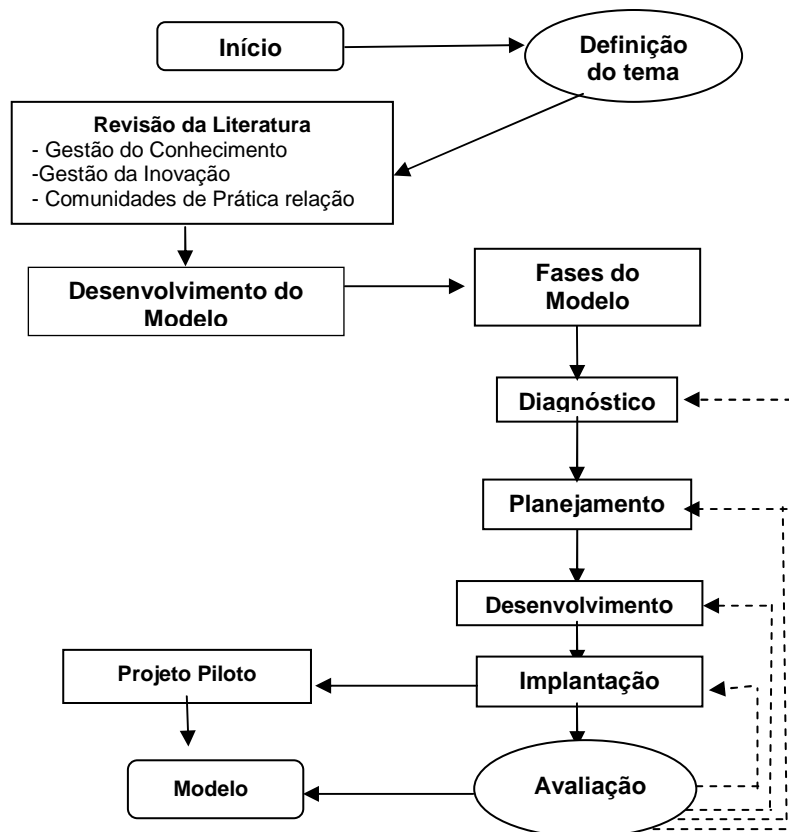 Início
Definição
do tema
Revisão da Literatura
- Gestão do Conhecimento
-Gestão da Inovação
- Comunidades de Prática relação
Desenvolvimento do
Modelo
Fases do
Modelo
Diagnóstico
Planejamento
Desenvolvimento
Projeto Piloto
Implantação
Modelo
Avaliação